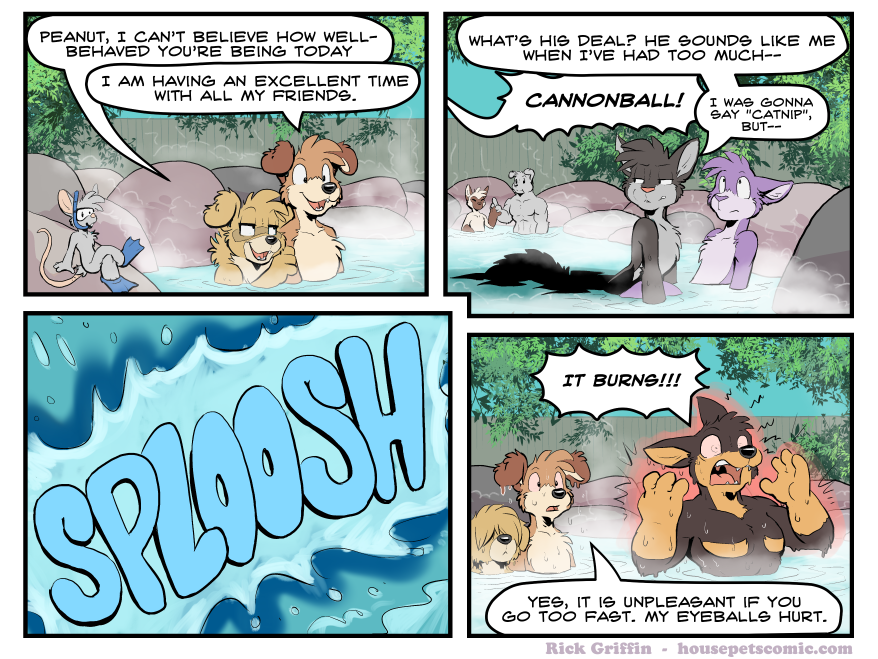 PEANUT, I CAN'T BELIEVE HOW WELL-
BEHAVED YOU'RE BEING TODAY
I AM HAVING AN EXCELLENT TIME
WITH ALL MY FRIENDS.
WHAT'S HIS DEAL? HE SOUNDS LIKE ME
WHEN I'VE HAD TOO MUCH--
CANNONBALL!
I WAS GONNA
SAY "CATNIP",
BUT--
SPLOOSH
IT BURNS!!!
YES, IT IS UNPLEASANT IF YOU
GO TOO FAST. MY EYEBALLS HURT.
Rick Griffin - housepetscomic.com